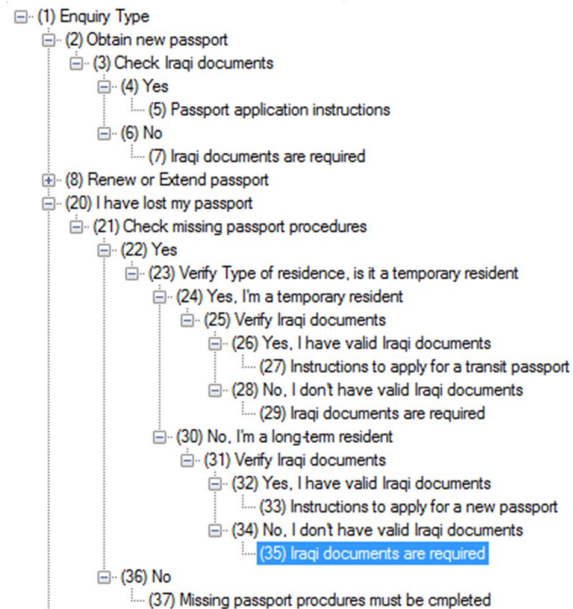 (1) Enquiry Type
(2) Obtain new passport
(3) Check Iraqi documents
(4) Yes
(5) Passport application instructions
(6) No
(7) Iraqi documents are required
(8) Renew or Extend passport
(20) I have lost my passport
(21) Check missing passport procedures
(22) Yes
(23) Verify Type of residence, is it a temporary resident
(24) Yes, I'm a temporary resident
(25) Verify Iraqi documents
(26) Yes, I have valid Iraqi documents
(27) Instructions to apply for a transit passport
(28) No, I don't have valid Iraqi documents
(29) Iraqi documents are required
(30) No, I'm a long-term resident
(31) Verify Iraqi documents
(32) Yes, I have valid Iraqi documents
(33) Instructions to apply for a new passport
(34) No, I don't have valid Iraqi documents
(35) Iraqi documents are required
(36) No
(37) Missing passport procdures must be cmpleted